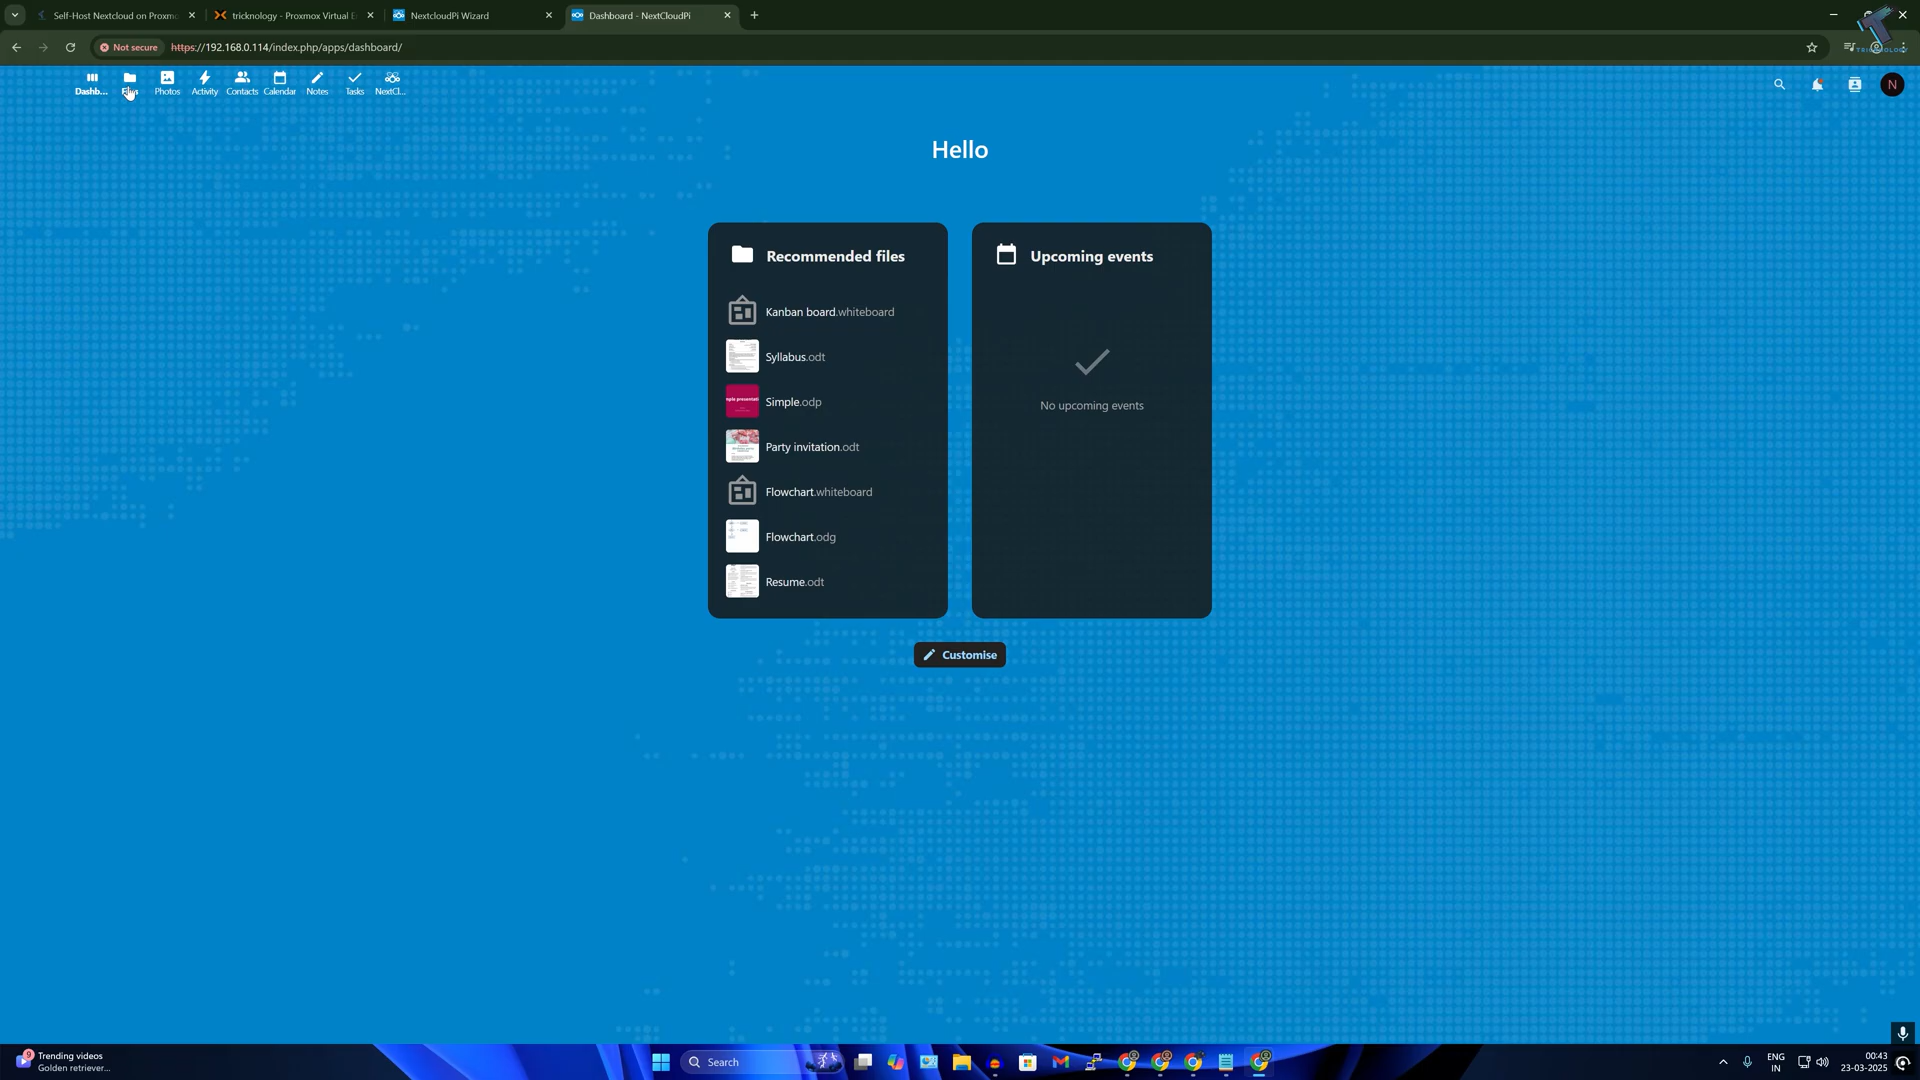 Self-Host Nextcloud on Proxmo
tricknology - Proxmox Virtual E
NextcloudPi Wizard
Dashboard - NextCloudPi
Not secure
https://192.168.0.114/index.php/apps/dashboard/
TRICKNOLOGY
Dashb...
Files
Photos
Activity
Contacts
Calendar
Notes
Tasks
NextCl...
N
Hello
Recommended files
Kanban board.whiteboard
Syllabus.odt
Simple.odp
Party invitation.odt
Flowchart.whiteboard
Flowchart.odg
Resume.odt
Upcoming events
No upcoming events
Customise
9
Trending videos
Golden retriever...
Search
ENG
IN
00:43
23-03-2025